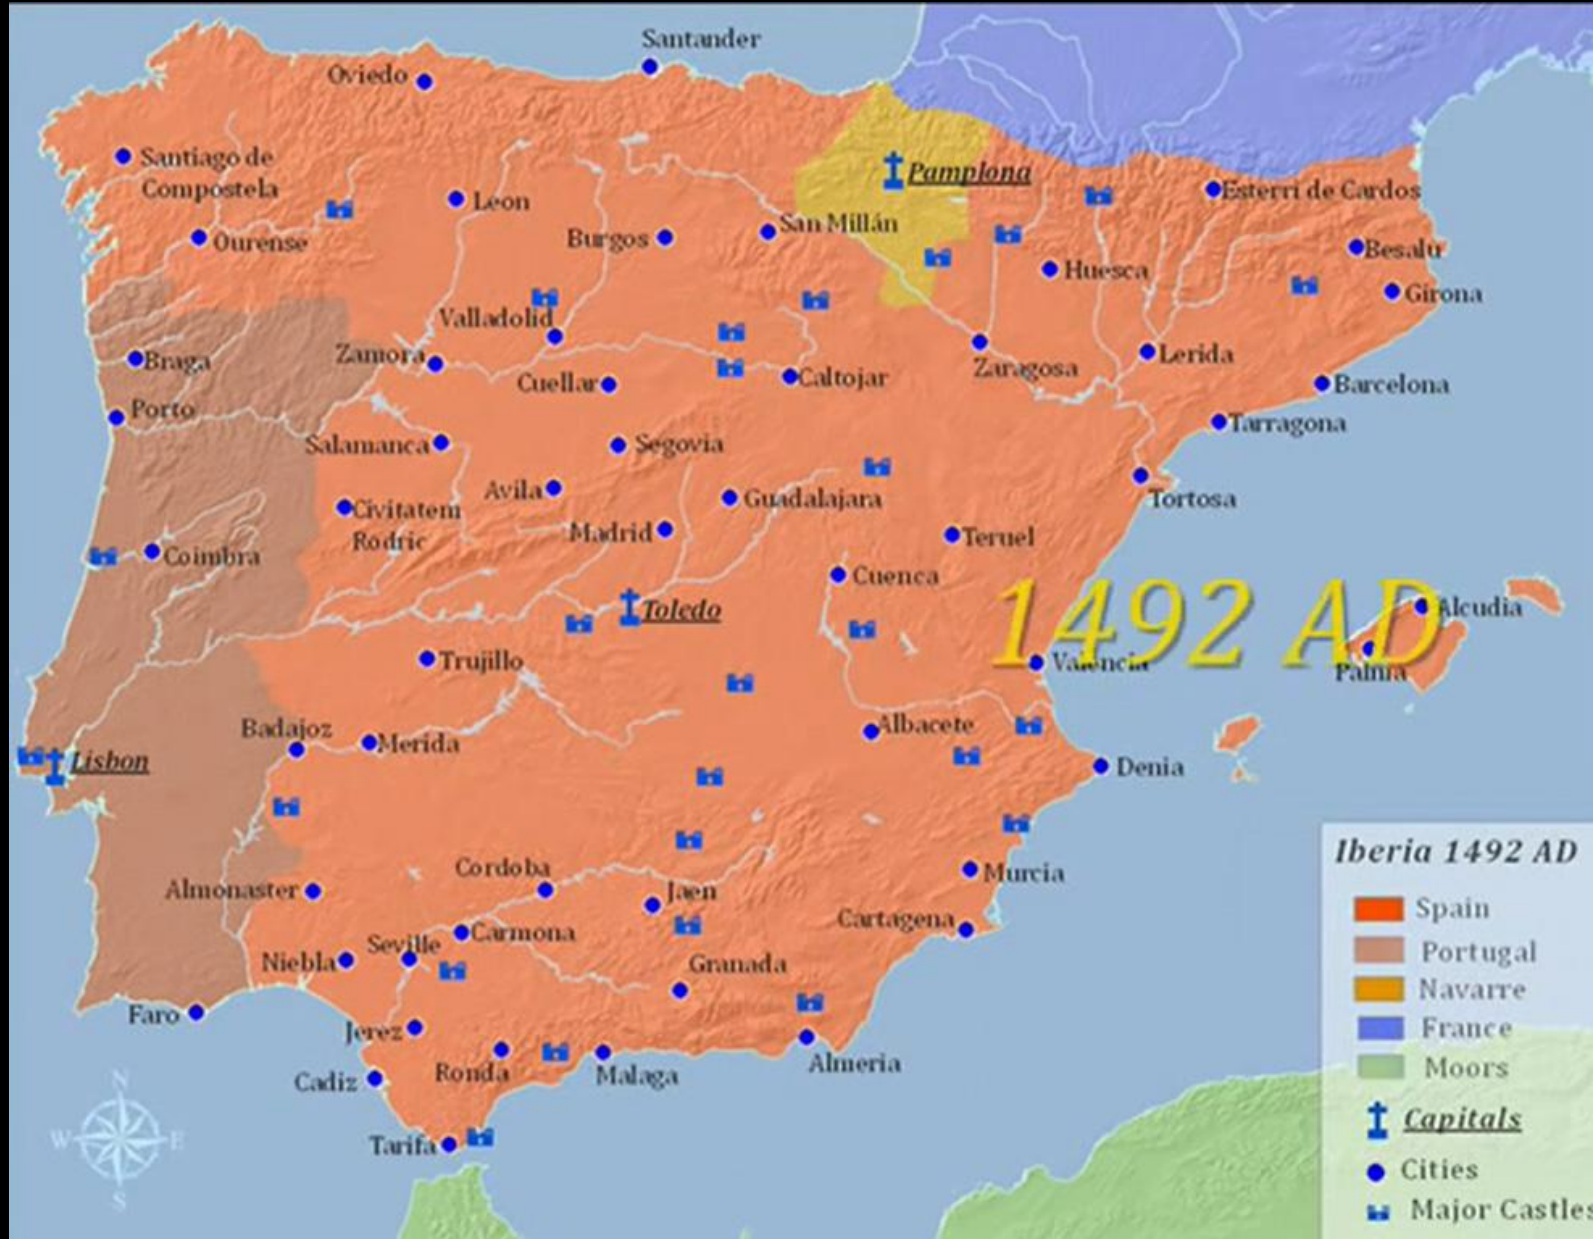 Santander
Oviedo
Santiago de
Compostela
Pamplona
Esterri de Cardos
Leon
Ourense
Burgos
San Millán
Besalu
Huesca
Girona
Valladolid
Zamora
Braga
Cuellar
Caltojar
Zaragosa
Lerida
Barcelona
Porto
Tarragona
Salamanca
Segovia
Avila
Guadalajara
Tortosa
Civitatem
Rodric
Madrid
Teruel
Coimbra
Cuenca
1492 AD
Toledo
Alcudia
Trujillo
Valencia
Palma
Badajoz
Merida
Albacete
Lisbon
Denia
Cordoba
Almonaster
Jaen
Murcia
Cartagena
Carmona
Seville
Niebla
Granada
Faro
Jerez
Ronda
Malaga
Almeria
Cadiz
Tarifa
N
W E
S
Iberia 1492 AD
Spain
Portugal
Navarre
France
Moors
Capitals
Cities
Major Castles